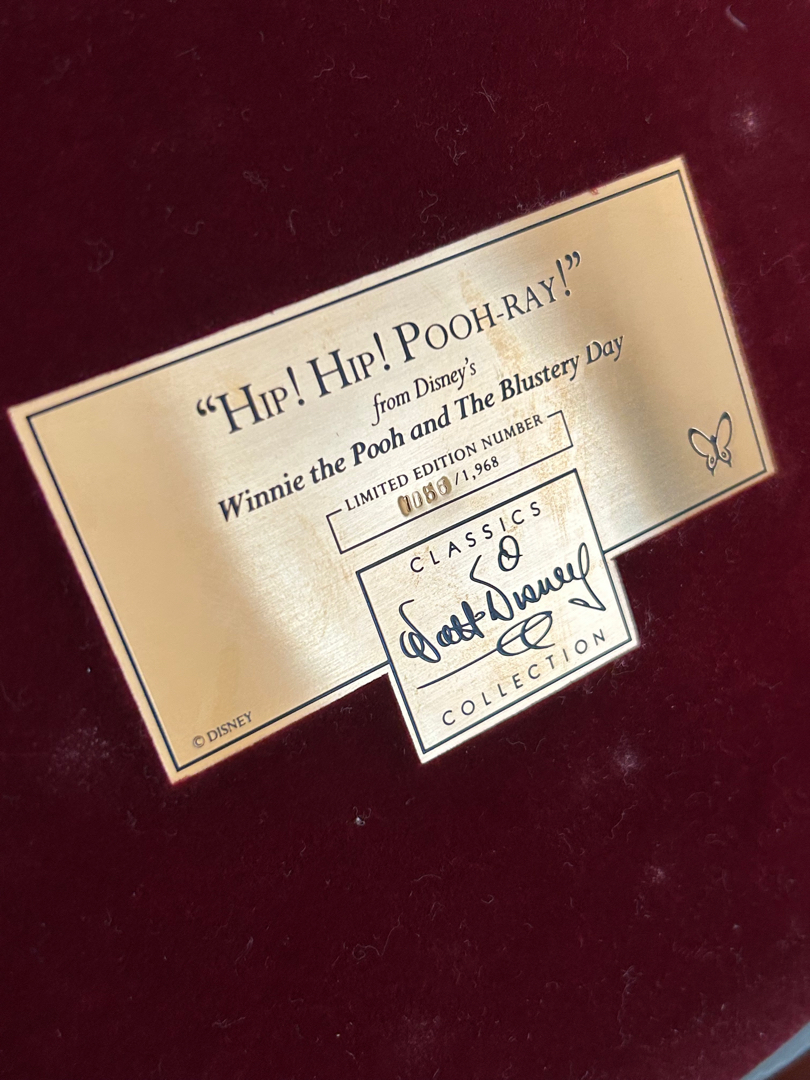 “HIP! HIP! POOH-RAY!”
from Disney’s
Winnie the Pooh and The Blustery Day
LIMITED EDITION NUMBER
/1,968
CLASSICS
Walt Disney
COLLECTION
© DISNEY